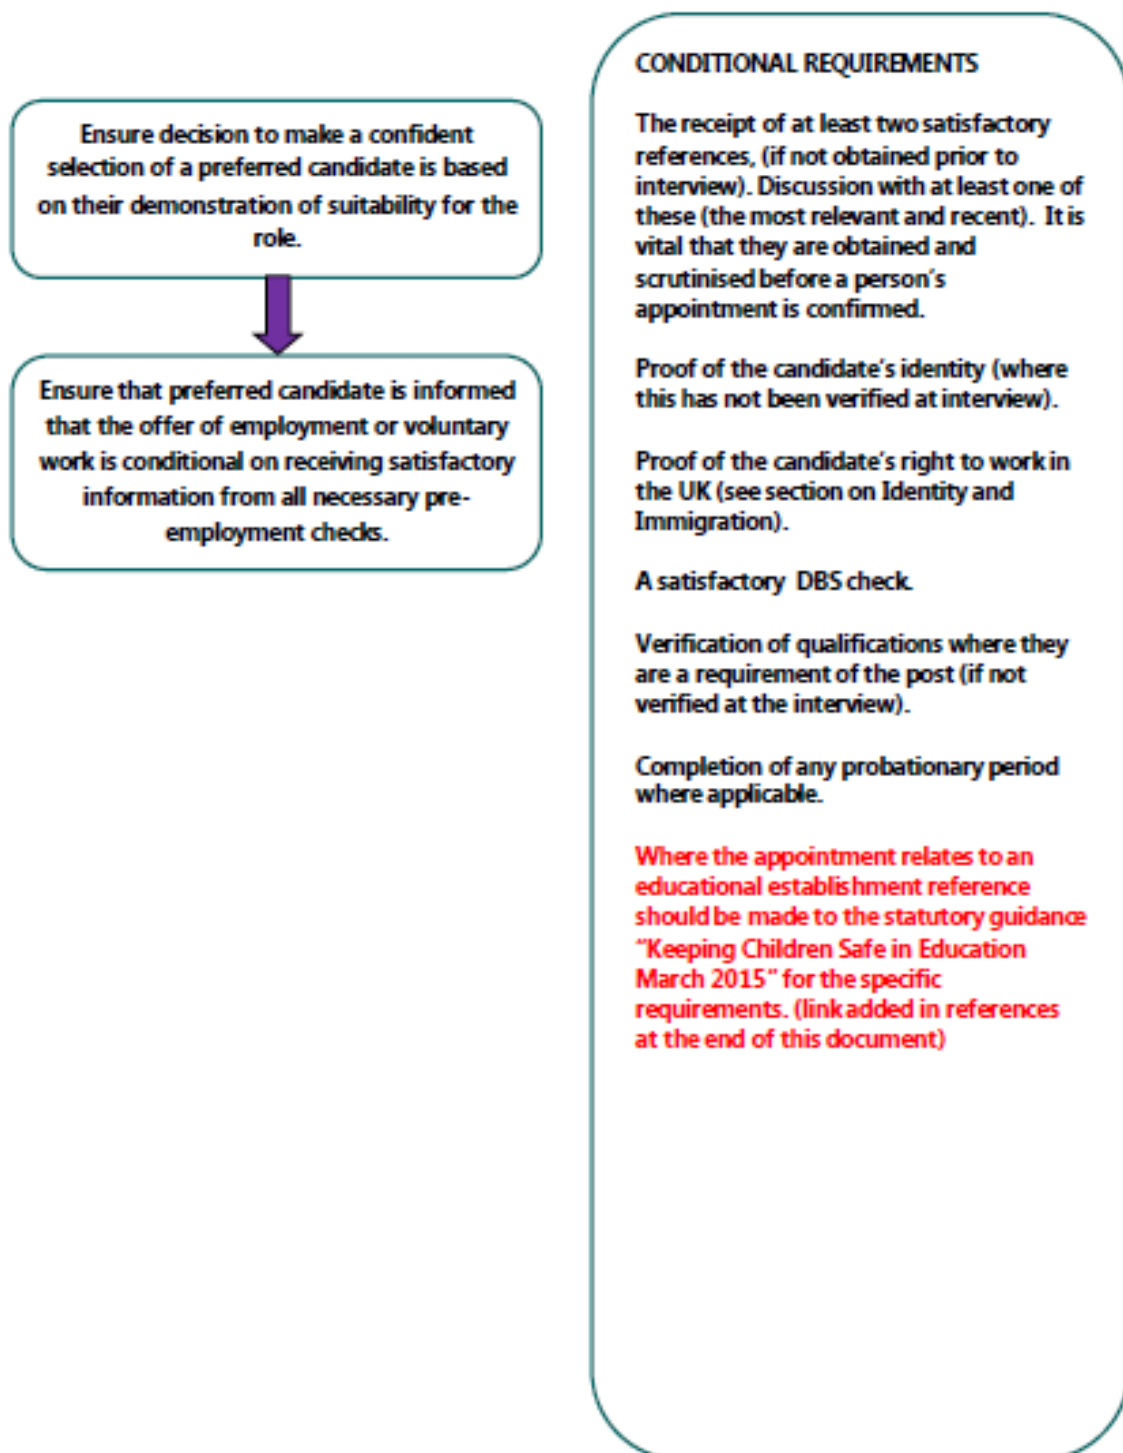 Ensure decision to make a confident
selection of a preferred candidate is based
on their demonstration of suitability for the
role.
Ensure that preferred candidate is informed
that the offer of employment or voluntary
work is conditional on receiving satisfactory
information from all necessary pre-
employment checks.
CONDITIONAL REQUIREMENTS
The receipt of at least two satisfactory
references, (if not obtained prior to
interview). Discussion with at least one of
these (the most relevant and recent). It is
vital that they are obtained and
scrutinised before a person's
appointment is confirmed.
Proof of the candidate's identity (where
this has not been verified at interview).
Proof of the candidate's right to work in
the UK (see section on Identity and
Immigration).
A satisfactory DBS check.
Verification of qualifications where they
are a requirement of the post (if not
verified at the interview).
Completion of any probationary period
where applicable.
Where the appointment relates to an
educational establishment reference
should be made to the statutory guidance
"Keeping Children Safe in Education
March 2015" for the specific
requirements. (link added in references
at the end of this document)